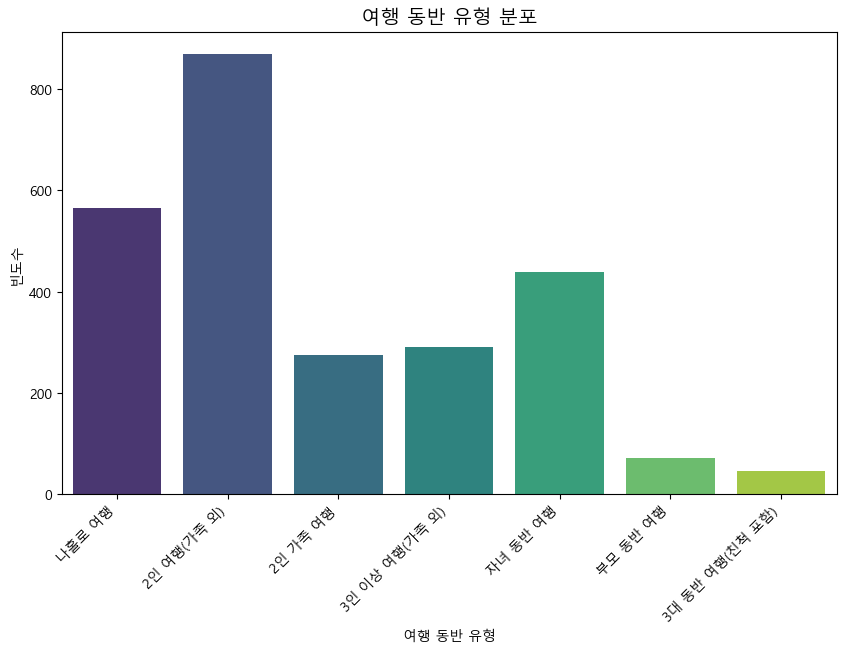 여행 동반 유형 분포
빈도수
800
600
400
200
0
나홀로 여행
2인 여행(가족 외)
2인 가족 여행
3인 이상 여행(가족 외)
자녀 동반 여행
부모 동반 여행
3대 동반 여행(친척 포함)
여행 동반 유형